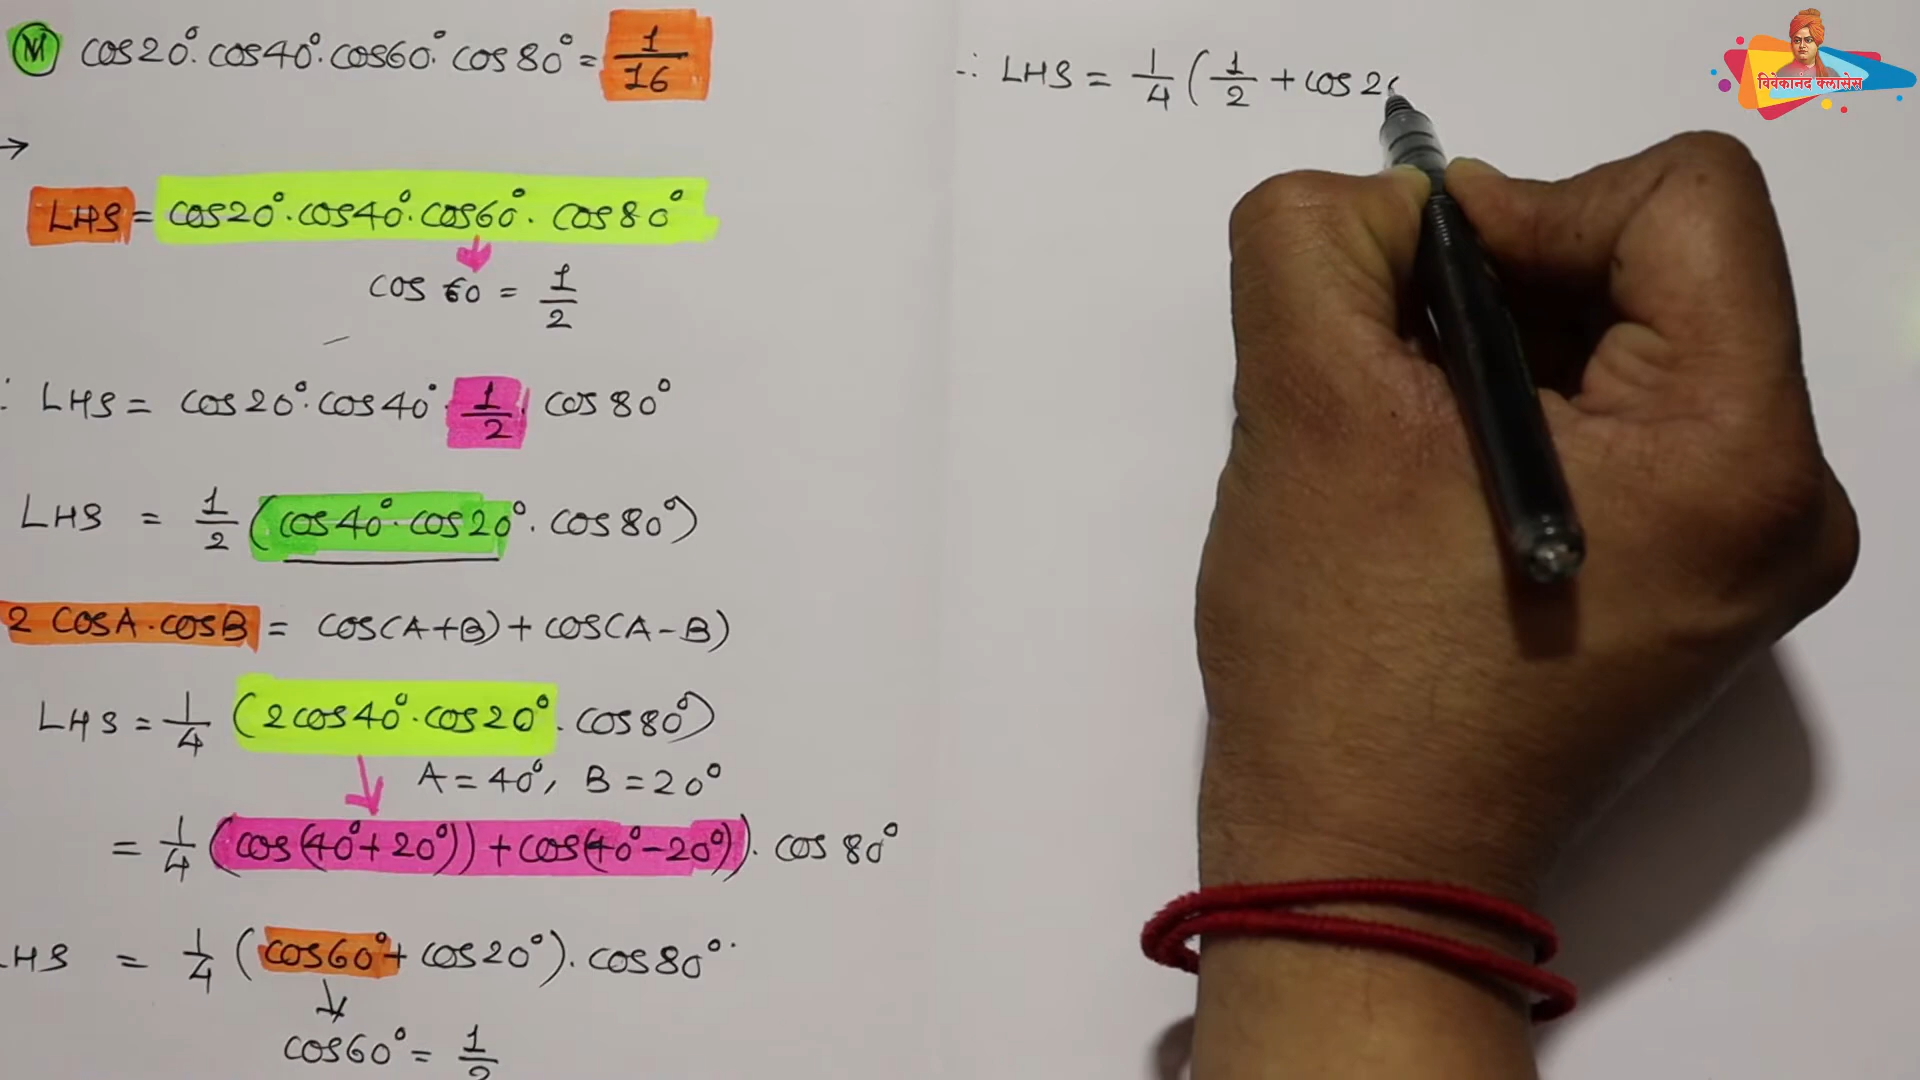 M cos20°.cos40°.cos60°.cos80° = 1/16
→
LHS = cos20°.cos40°.cos60°.cos80°
cos 60 = 1/2
∴ LHS = cos20°.cos40°.1/2.cos80°
LHS = 1/2 (cos40°.cos20°.cos80°)
2 cosA.cosB = cos(A+B)+cos(A-B)
LHS = 1/4 (2cos40°.cos20°.cos80°)
A = 40°, B = 20°
= 1/4 (cos(40°+20°))+cos(40°-20°)).cos 80°
LHS = 1/4 (cos60°+cos20°).cos80°.
cos60° = 1/2
∴ LHS = 1/4 (1/2 + cos 2
विवेकानंद क्लासेस